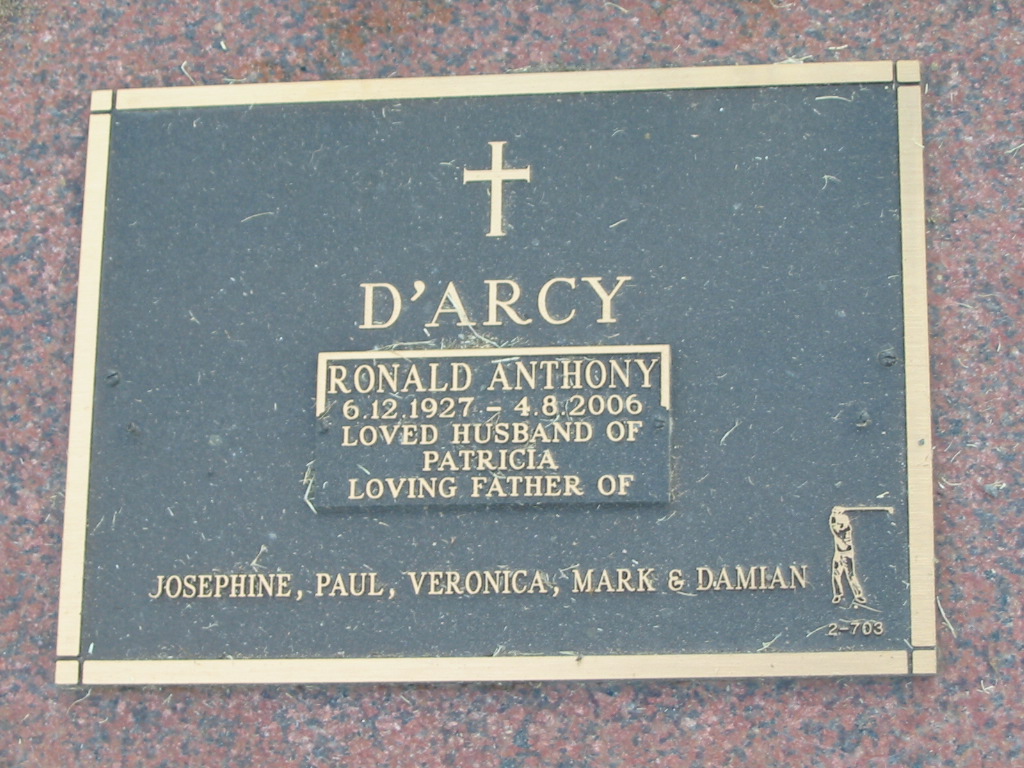 D'ARCY
RONALD ANTHONY
6.12.1927 - 4.8.2006
LOVED HUSBAND OF
PATRICIA
LOVING FATHER OF
JOSEPHINE, PAUL, VERONICA, MARK & DAMIAN
2-703